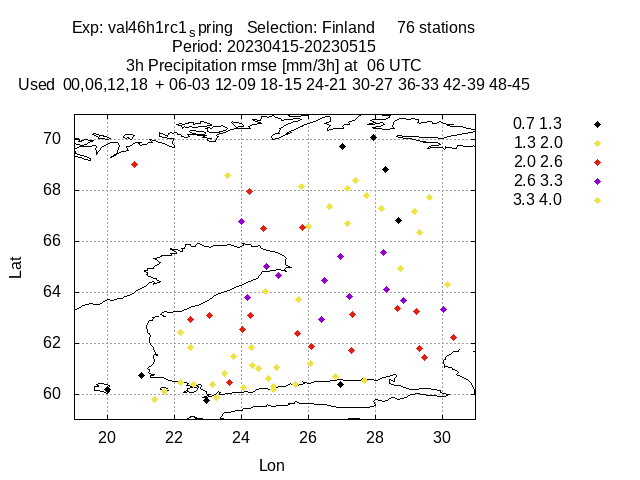 Exp: val46h1rc1spring Selection: Finland 76 stations
Period: 20230415-20230515
3h Precipitation rmse [mm/3h] at 06 UTC
Used 00,06,12,18 + 06-03 12-09 18-15 24-21 30-27 36-33 42-39 48-45
0.7 1.3
1.3 2.0
2.0 2.6
2.6 3.3
3.3 4.0
70
68
66
64
62
60
Lat
20 22 24 26 28 30
Lon